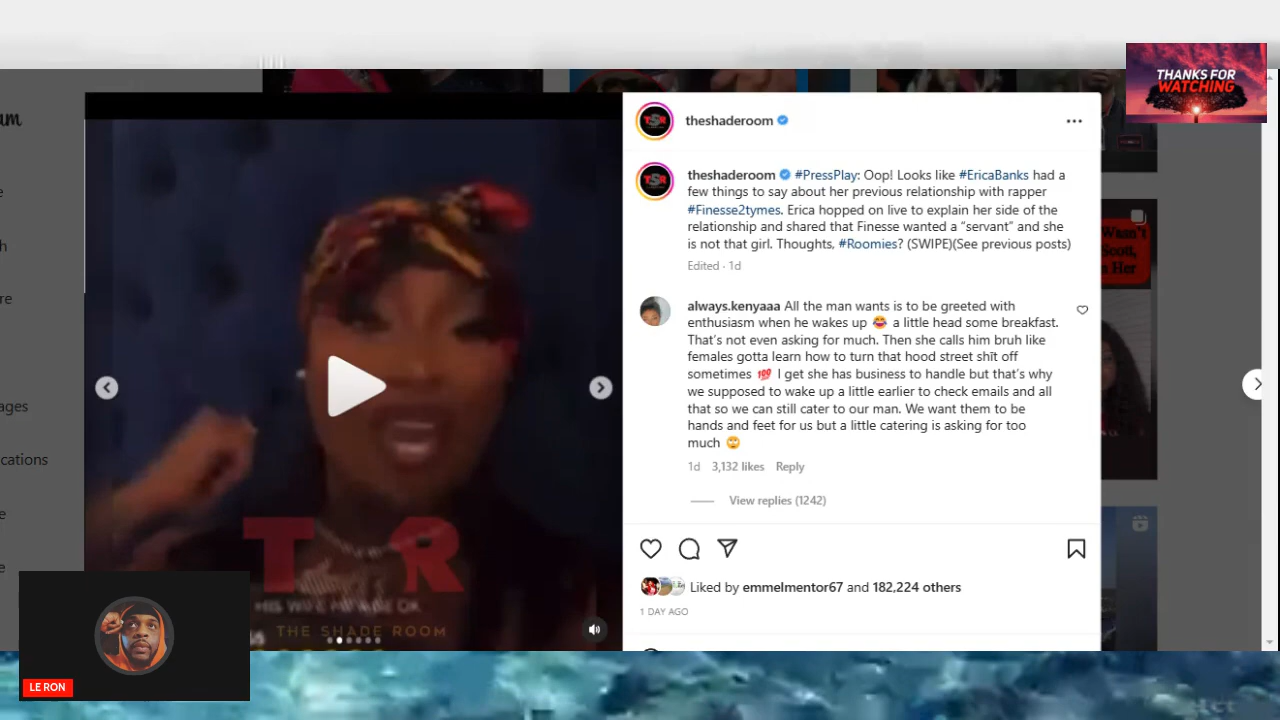 THANKS FOR
WATCHING
am
theshaderoom
theshaderoom #PressPlay: Oop! Looks like #EricaBanks had a
few things to say about her previous relationship with rapper
#Finesse2tymes. Erica hopped on live to explain her side of the
relationship and shared that Finesse wanted a “servant” and she
is not that girl. Thoughts, #Roomies? (SWIPE)(See previous posts)
Edited · 1d
always.kenyaaa All the man wants is to be greeted with
enthusiasm when he wakes up 😂 a little head some breakfast.
That’s not even asking for much. Then she calls him bruh like
females gotta learn how to turn that hood street shit off
sometimes 💯 I get she has business to handle but that’s why
we supposed to wake up a little earlier to check emails and all
that so we can still cater to our man. We want them to be
hands and feet for us but a little catering is asking for too
much 🙄
1d 3,132 likes Reply
View replies (1242)
Liked by emmelmentor67 and 182,224 others
1 DAY AGO
ages
cations
Wasn't
Scott,
Her
T R
THE SHADE ROOM
LE RON